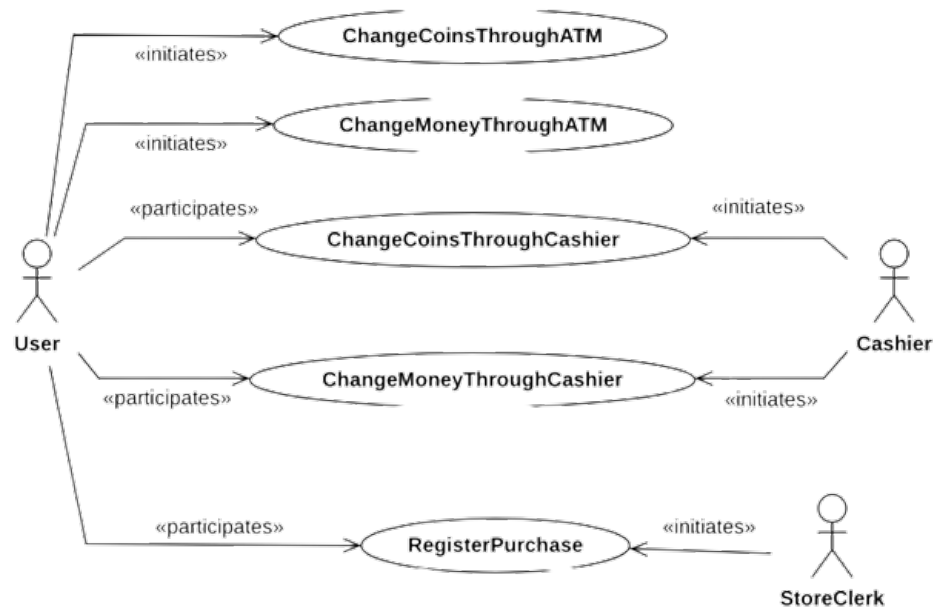 ChangeCoinsThroughATM
«initiates»
ChangeMoneyThroughATM
«initiates»
«participates»
«initiates»
ChangeCoinsThroughCashier
User
Cashier
ChangeMoneyThroughCashier
«participates»
«initiates»
«participates»
«initiates»
RegisterPurchase
StoreClerk